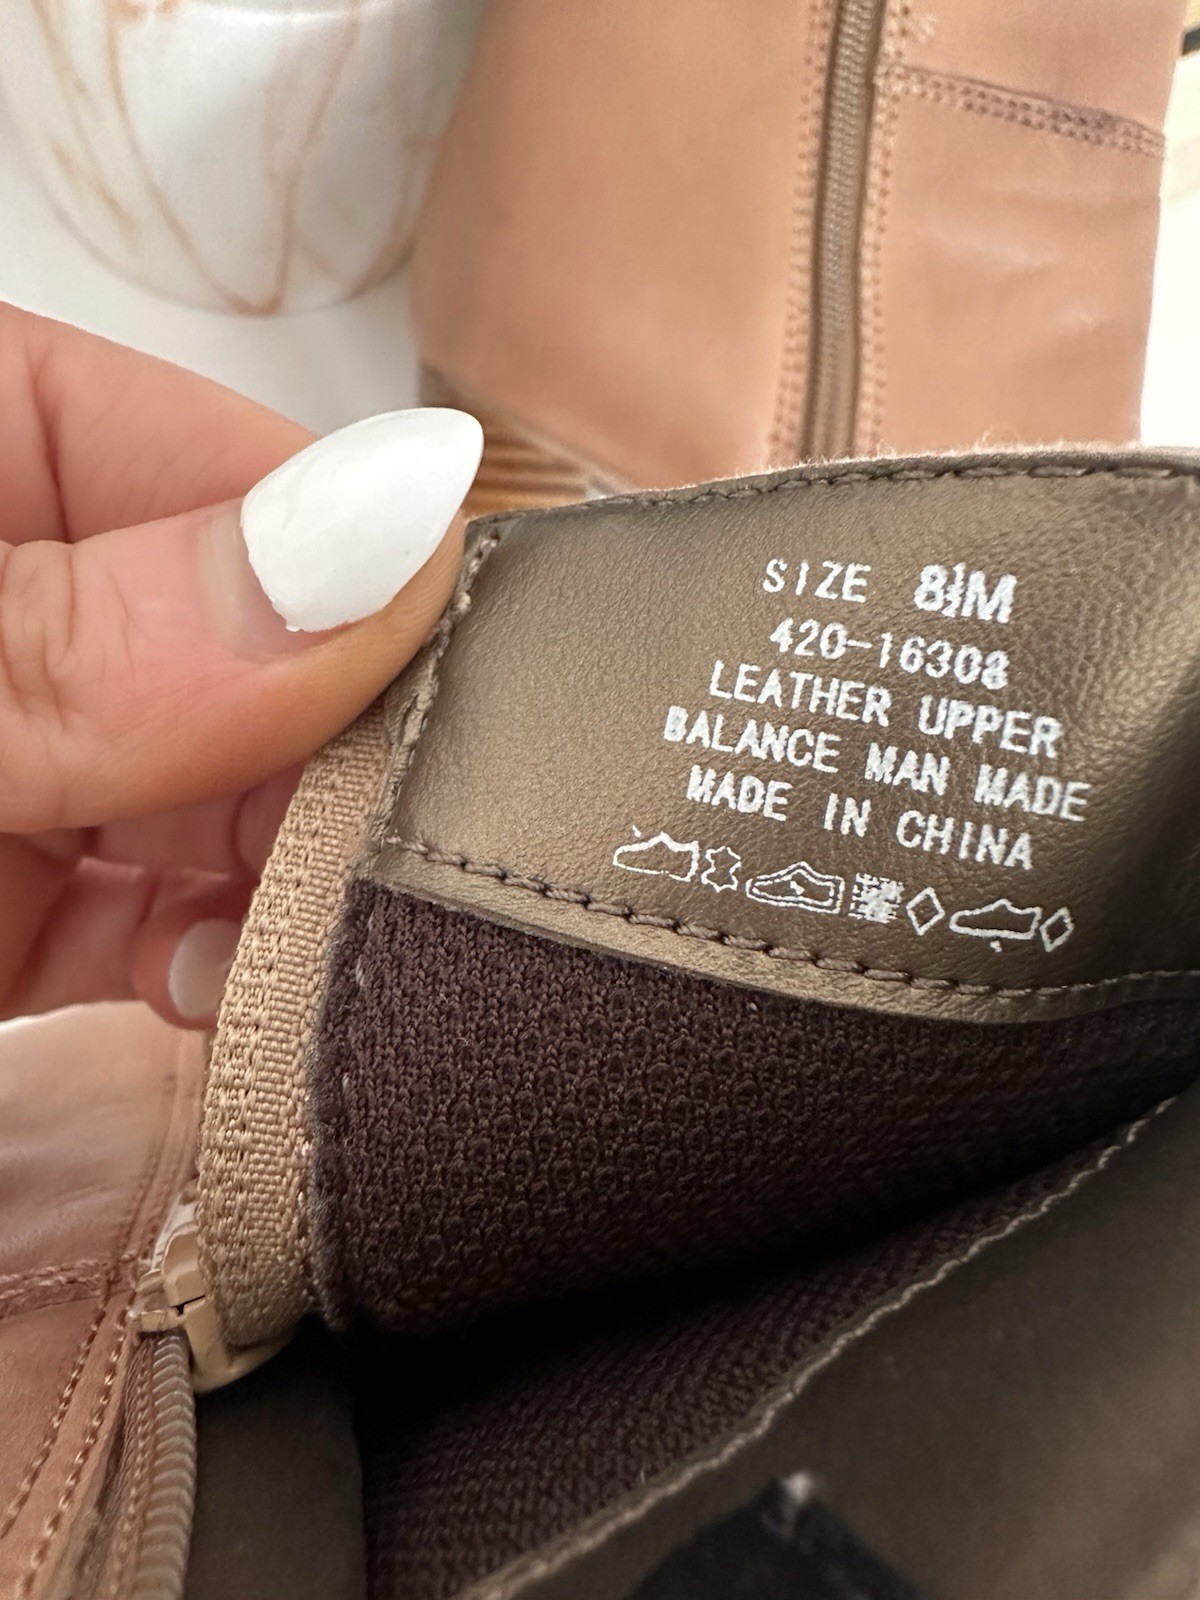 SIZE 8½M
420-16308
LEATHER UPPER
BALANCE MAN MADE
MADE IN CHINA